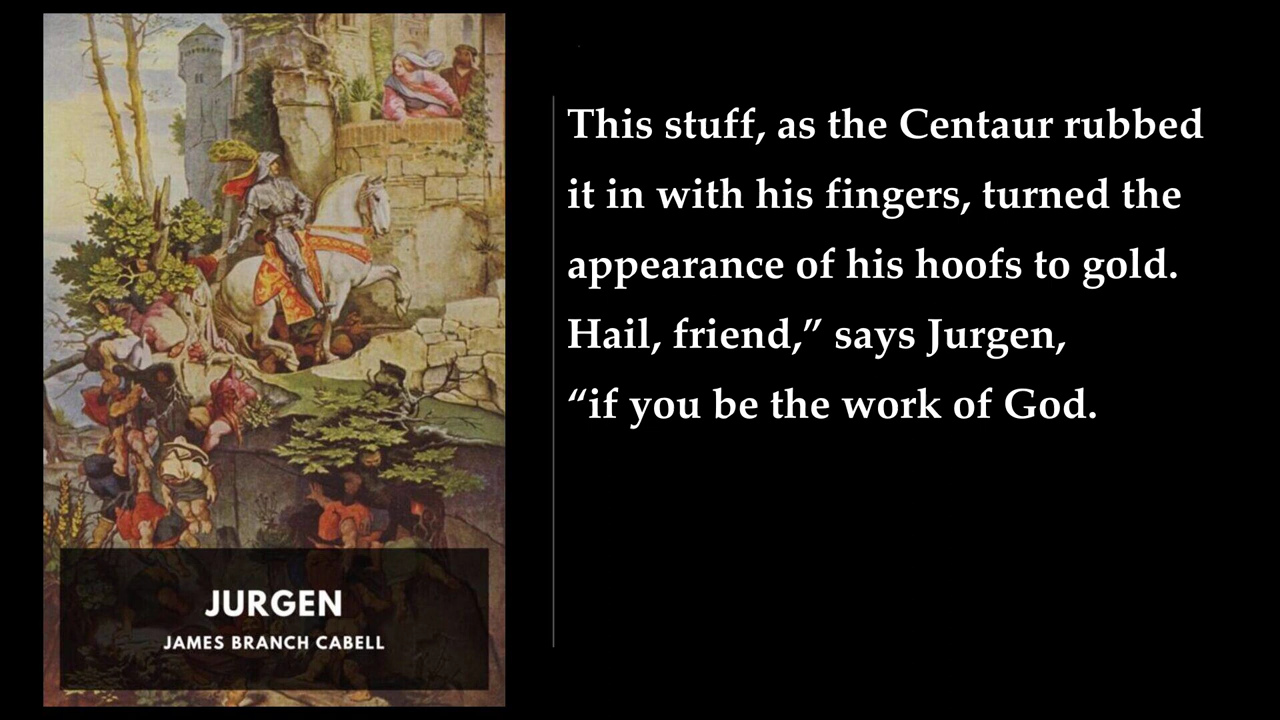 This stuff, as the Centaur rubbed
it in with his fingers, turned the
appearance of his hoofs to gold.
Hail, friend,” says Jurgen,
“if you be the work of God.
JURGEN
JAMES BRANCH CABELL